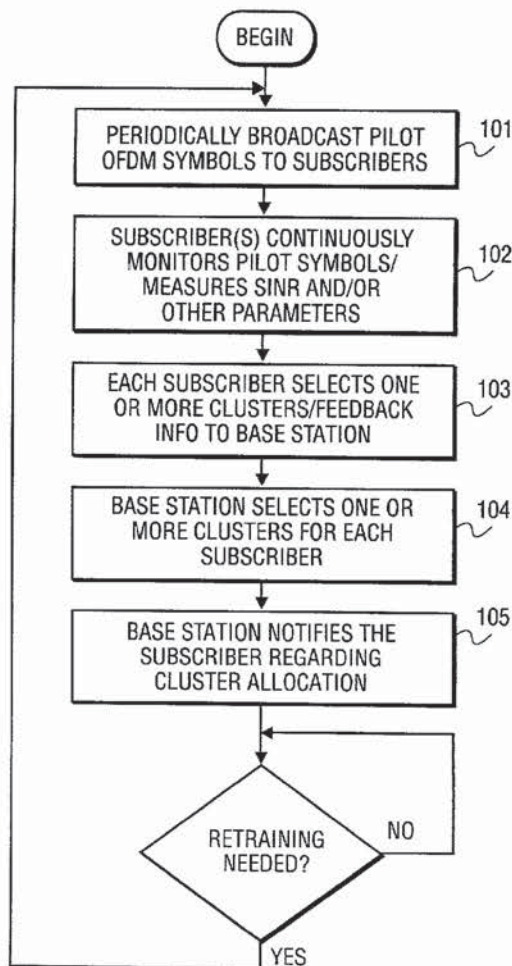 BEGIN
PERIODICALLY BROADCAST PILOT
OFDM SYMBOLS TO SUBSCRIBERS
101
SUBSCRIBER(S) CONTINUOUSLY
MONITORS PILOT SYMBOLS/
MEASURES SINR AND/OR
OTHER PARAMETERS
102
EACH SUBSCRIBER SELECTS ONE
OR MORE CLUSTERS/FEEDBACK
INFO TO BASE STATION
103
BASE STATION SELECTS ONE OR
MORE CLUSTERS FOR EACH
SUBSCRIBER
104
BASE STATION NOTIFIES THE
SUBSCRIBER REGARDING
CLUSTER ALLOCATION
105
RETRAINING
NEEDED?
NO
YES